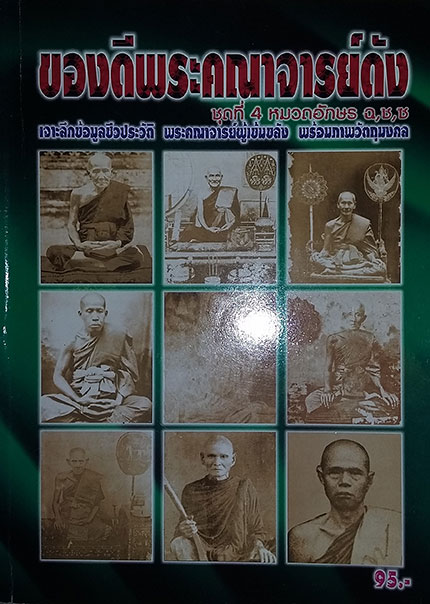 ของดีพระคณาจารย์ดัง
ชุดที่ 4 หมวดอักษร ฉ,ช,ซ
เจาะลึกข้อมูลชีวประวัติ พระคณาจารย์ผู้เข้มขลัง พร้อมภาพวัตถุมงคล
95.-